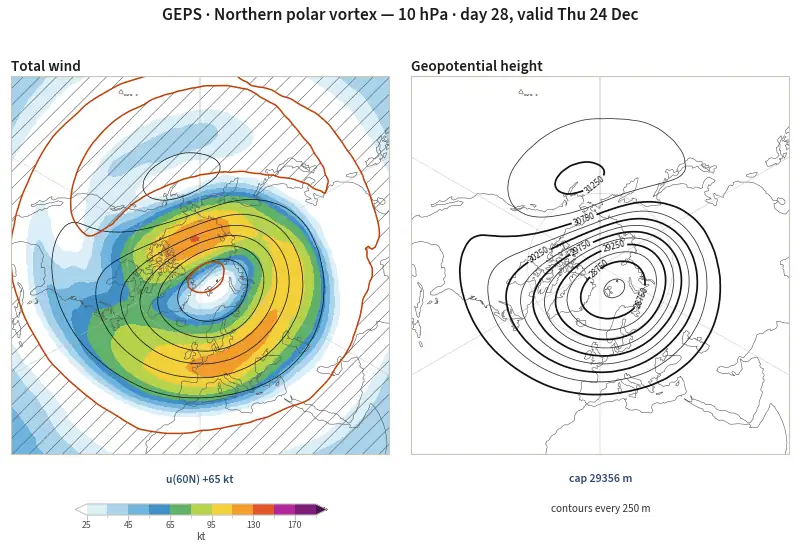 GEPS · Northern polar vortex — 10 hPa · day 28, valid Thu 24 Dec
Total wind
Geopotential height
31250
30750
30250
29750
29250
28750
u(60N) +65 kt
cap 29356 m
contours every 250 m
25 45 65 95 130 170
kt